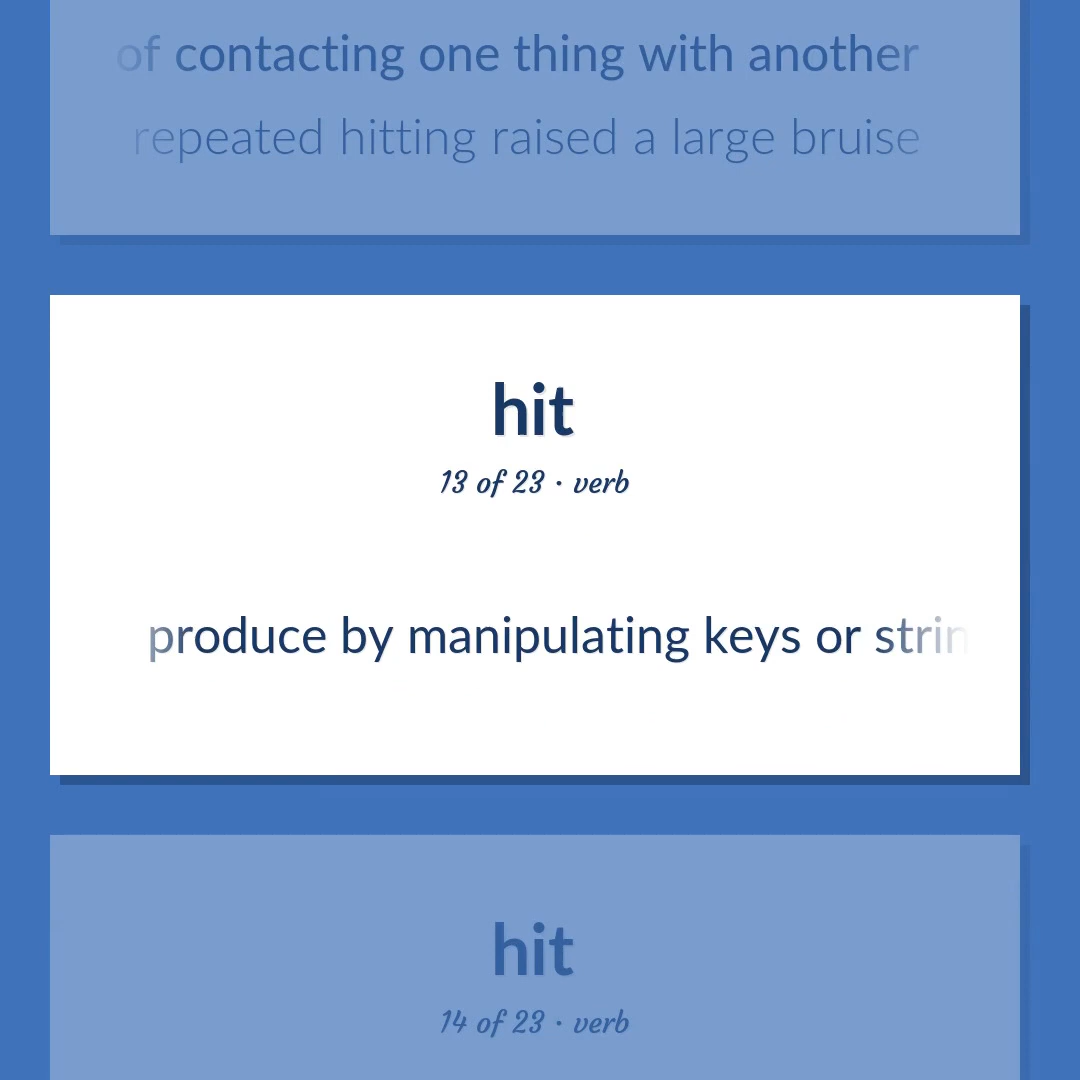 of contacting one thing with another
repeated hitting raised a large bruise
hit
13 of 23 · verb
produce by manipulating keys or strin
hit
14 of 23 · verb